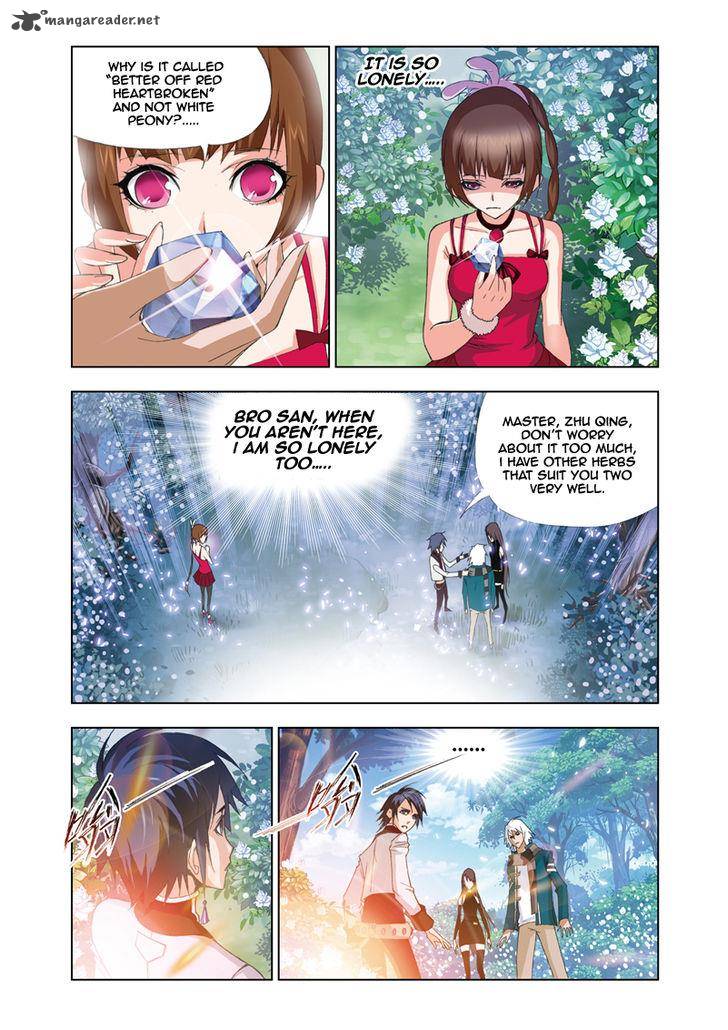 mangareader.net
WHY IS IT CALLED
"BETTER OFF RED
HEARTBROKEN"
AND NOT WHITE
PEONY?.....
IT IS SO
LONELY.....
BRO SAN, WHEN
YOU AREN'T HERE,
I AM SO LONELY
TOO.....
MASTER, ZHU QING,
DON'T WORRY
ABOUT IT TOO MUCH,
I HAVE OTHER HERBS
THAT SUIT YOU TWO
VERY WELL.
......